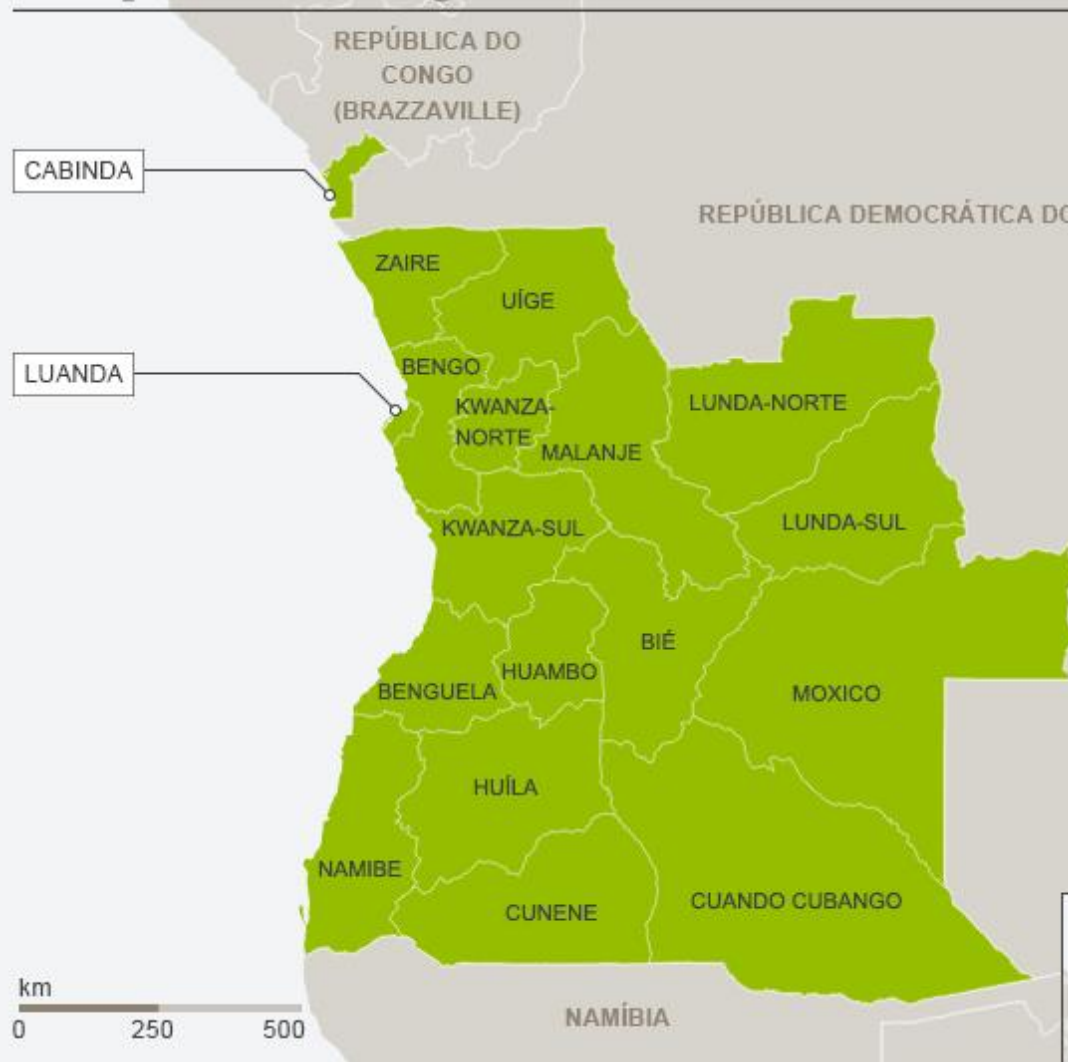 REPÚBLICA DO
CONGO
(BRAZZAVILLE)
CABINDA
REPÚBLICA DEMOCRÁTICA DO
ZAIRE
UÍGE
BENGO
LUANDA
KWANZA-
NORTE
LUNDA-NORTE
MALANJE
KWANZA-SUL
LUNDA-SUL
BIÉ
HUAMBO
BENGUELA
MOXICO
HUÍLA
NAMIBE
CUNENE
CUANDO CUBANGO
km
0 250 500
NAMÍBIA